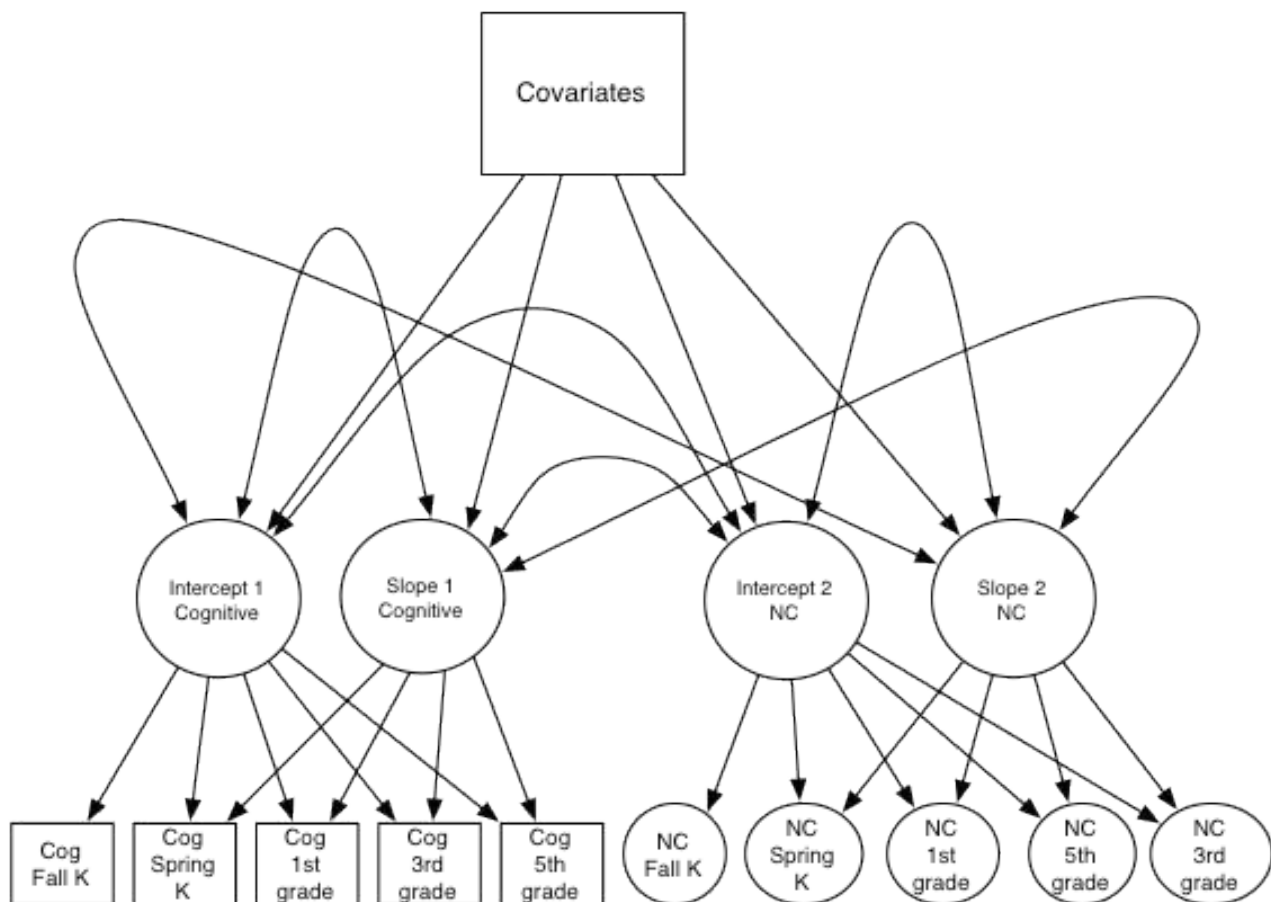 Covariates
Intercept 1
Cognitive
Slope 1
Cognitive
Intercept 2
NC
Slope 2
NC
Cog
Fall K
Cog
Spring
K
Cog
1st
grade
Cog
3rd
grade
Cog
5th
grade
NC
Fall K
NC
Spring
K
NC
1st
grade
NC
5th
grade
NC
3rd
grade